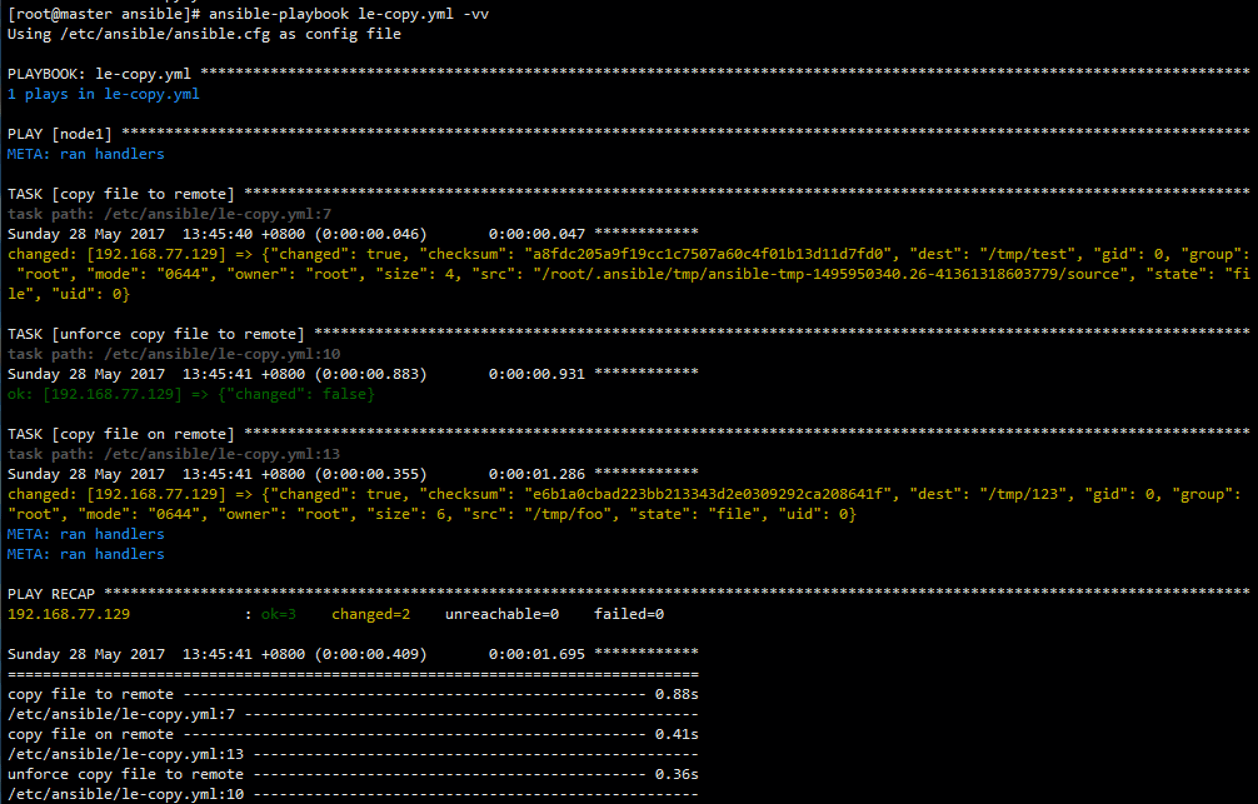 [root@master ansible]# ansible-playbook le-copy.yml -vv
Using /etc/ansible/ansible.cfg as config file
PLAYBOOK: le-copy.yml ************************************************************************************************************************
1 plays in le-copy.yml
PLAY [node1] *********************************************************************************************************************************
META: ran handlers
TASK [copy file to remote] *******************************************************************************************************************
task path: /etc/ansible/le-copy.yml:7
Sunday 28 May 2017  13:45:40 +0800 (0:00:00.046)       0:00:00.047 ************
changed: [192.168.77.129] => {"changed": true, "checksum": "a8fdc205a9f19cc1c7507a60c4f01b13d11d7fd0", "dest": "/tmp/test", "gid": 0, "group":
 "root", "mode": "0644", "owner": "root", "size": 4, "src": "/root/.ansible/tmp/ansible-tmp-1495950340.26-41361318603779/source", "state": "fi
le", "uid": 0}
TASK [unforce copy file to remote] ***********************************************************************************************************
task path: /etc/ansible/le-copy.yml:10
Sunday 28 May 2017  13:45:41 +0800 (0:00:00.883)       0:00:00.931 ************
ok: [192.168.77.129] => {"changed": false}
TASK [copy file on remote] *******************************************************************************************************************
task path: /etc/ansible/le-copy.yml:13
Sunday 28 May 2017  13:45:41 +0800 (0:00:00.355)       0:00:01.286 ************
changed: [192.168.77.129] => {"changed": true, "checksum": "e6b1a0cbad223bb213343d2e0309292ca208641f", "dest": "/tmp/123", "gid": 0, "group":
"root", "mode": "0644", "owner": "root", "size": 6, "src": "/tmp/foo", "state": "file", "uid": 0}
META: ran handlers
META: ran handlers
PLAY RECAP ***********************************************************************************************************************************
192.168.77.129             : ok=3    changed=2    unreachable=0    failed=0
Sunday 28 May 2017  13:45:41 +0800 (0:00:00.409)       0:00:01.695 ************
===============================================================================
copy file to remote ----------------------------------------------------- 0.88s
/etc/ansible/le-copy.yml:7 ----------------------------------------------------
copy file on remote ----------------------------------------------------- 0.41s
/etc/ansible/le-copy.yml:13 ---------------------------------------------------
unforce copy file to remote --------------------------------------------- 0.36s
/etc/ansible/le-copy.yml:10 ---------------------------------------------------